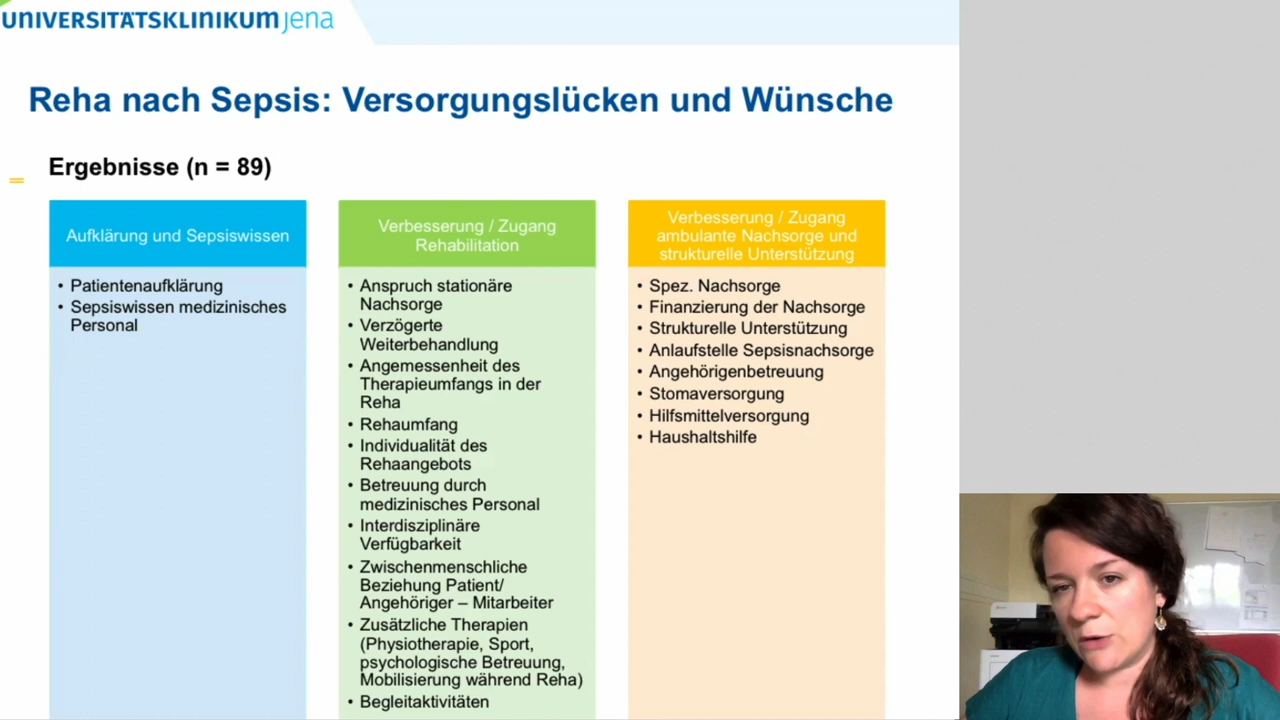 UNIVERSITÄTSKLINIKUM jena
Reha nach Sepsis: Versorgungslücken und Wünsche
Ergebnisse (n = 89)
Aufklärung und Sepsiswissen
• Patientenaufklärung
• Sepsiswissen medizinisches
Personal
Verbesserung / Zugang
Rehabilitation
• Anspruch stationäre
Nachsorge
• Verzögerte
Weiterbehandlung
• Angemessenheit des
Therapieumfangs in der
Reha
• Rehaumfang
• Individualität des
Rehaangebots
• Betreuung durch
medizinisches Personal
• Interdisziplinäre
Verfügbarkeit
• Zwischenmenschliche
Beziehung Patient/
Angehöriger – Mitarbeiter
• Zusätzliche Therapien
(Physiotherapie, Sport,
psychologische Betreuung,
Mobilisierung während Reha)
• Begleitaktivitäten
Verbesserung / Zugang
ambulante Nachsorge und
strukturelle Unterstützung
• Spez. Nachsorge
• Finanzierung der Nachsorge
• Strukturelle Unterstützung
• Anlaufstelle Sepsisnachsorge
• Angehörigenbetreuung
• Stomaversorgung
• Hilfsmittelversorgung
• Haushaltshilfe